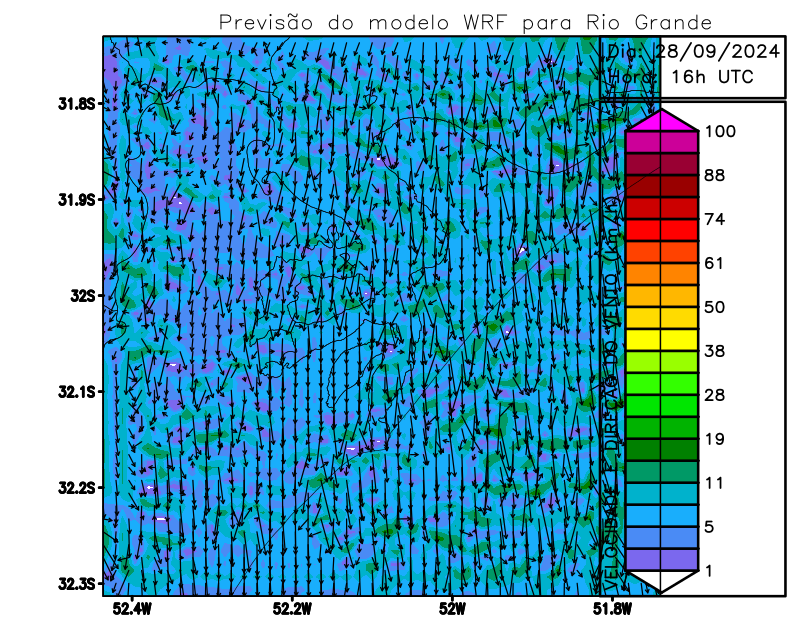 Previsão do modelo WRF para Rio Grande
Dia: 28/09/2024
Hora: 16h UTC
31.8S
31.9S
32S
32.1S
32.2S
32.3S
52.4W
52.2W
52W
51.8W
VELOCIDADE E DIREÇÃO DO VENTO (km/h)
100
88
74
61
50
38
28
19
11
5
1